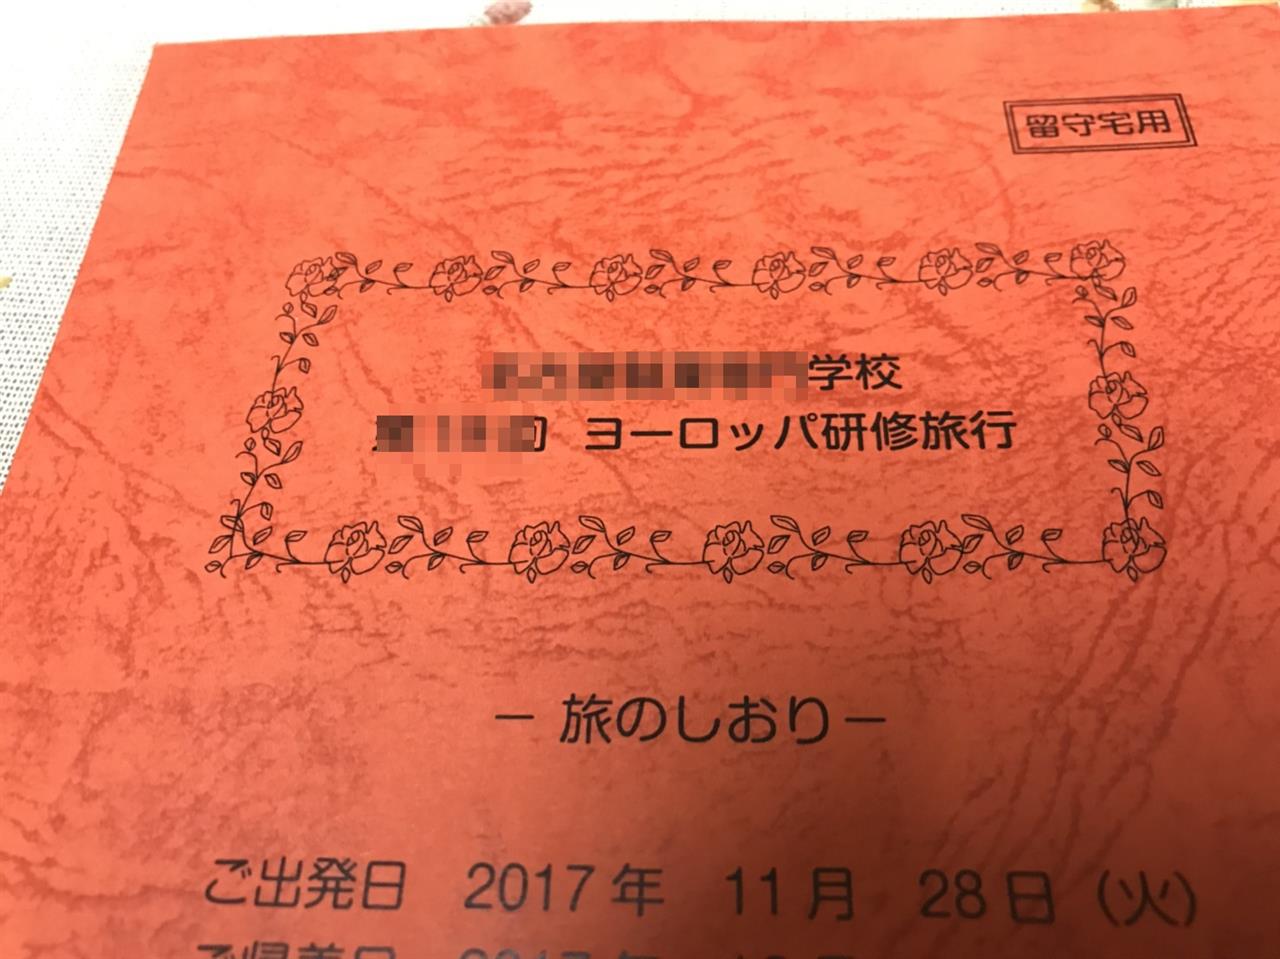 留守宅用
学校
ヨーロッパ研修旅行
－旅のしおり－
ご出発日 2017年 11月 28日（火）